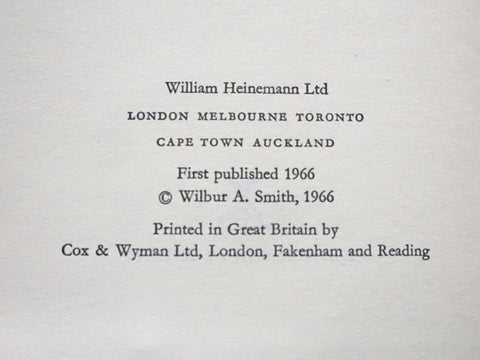 William Heinemann Ltd
LONDON MELBOURNE TORONTO
CAPE TOWN AUCKLAND
First published 1966
© Wilbur A. Smith, 1966
Printed in Great Britain by
Cox & Wyman Ltd, London, Fakenham and Reading